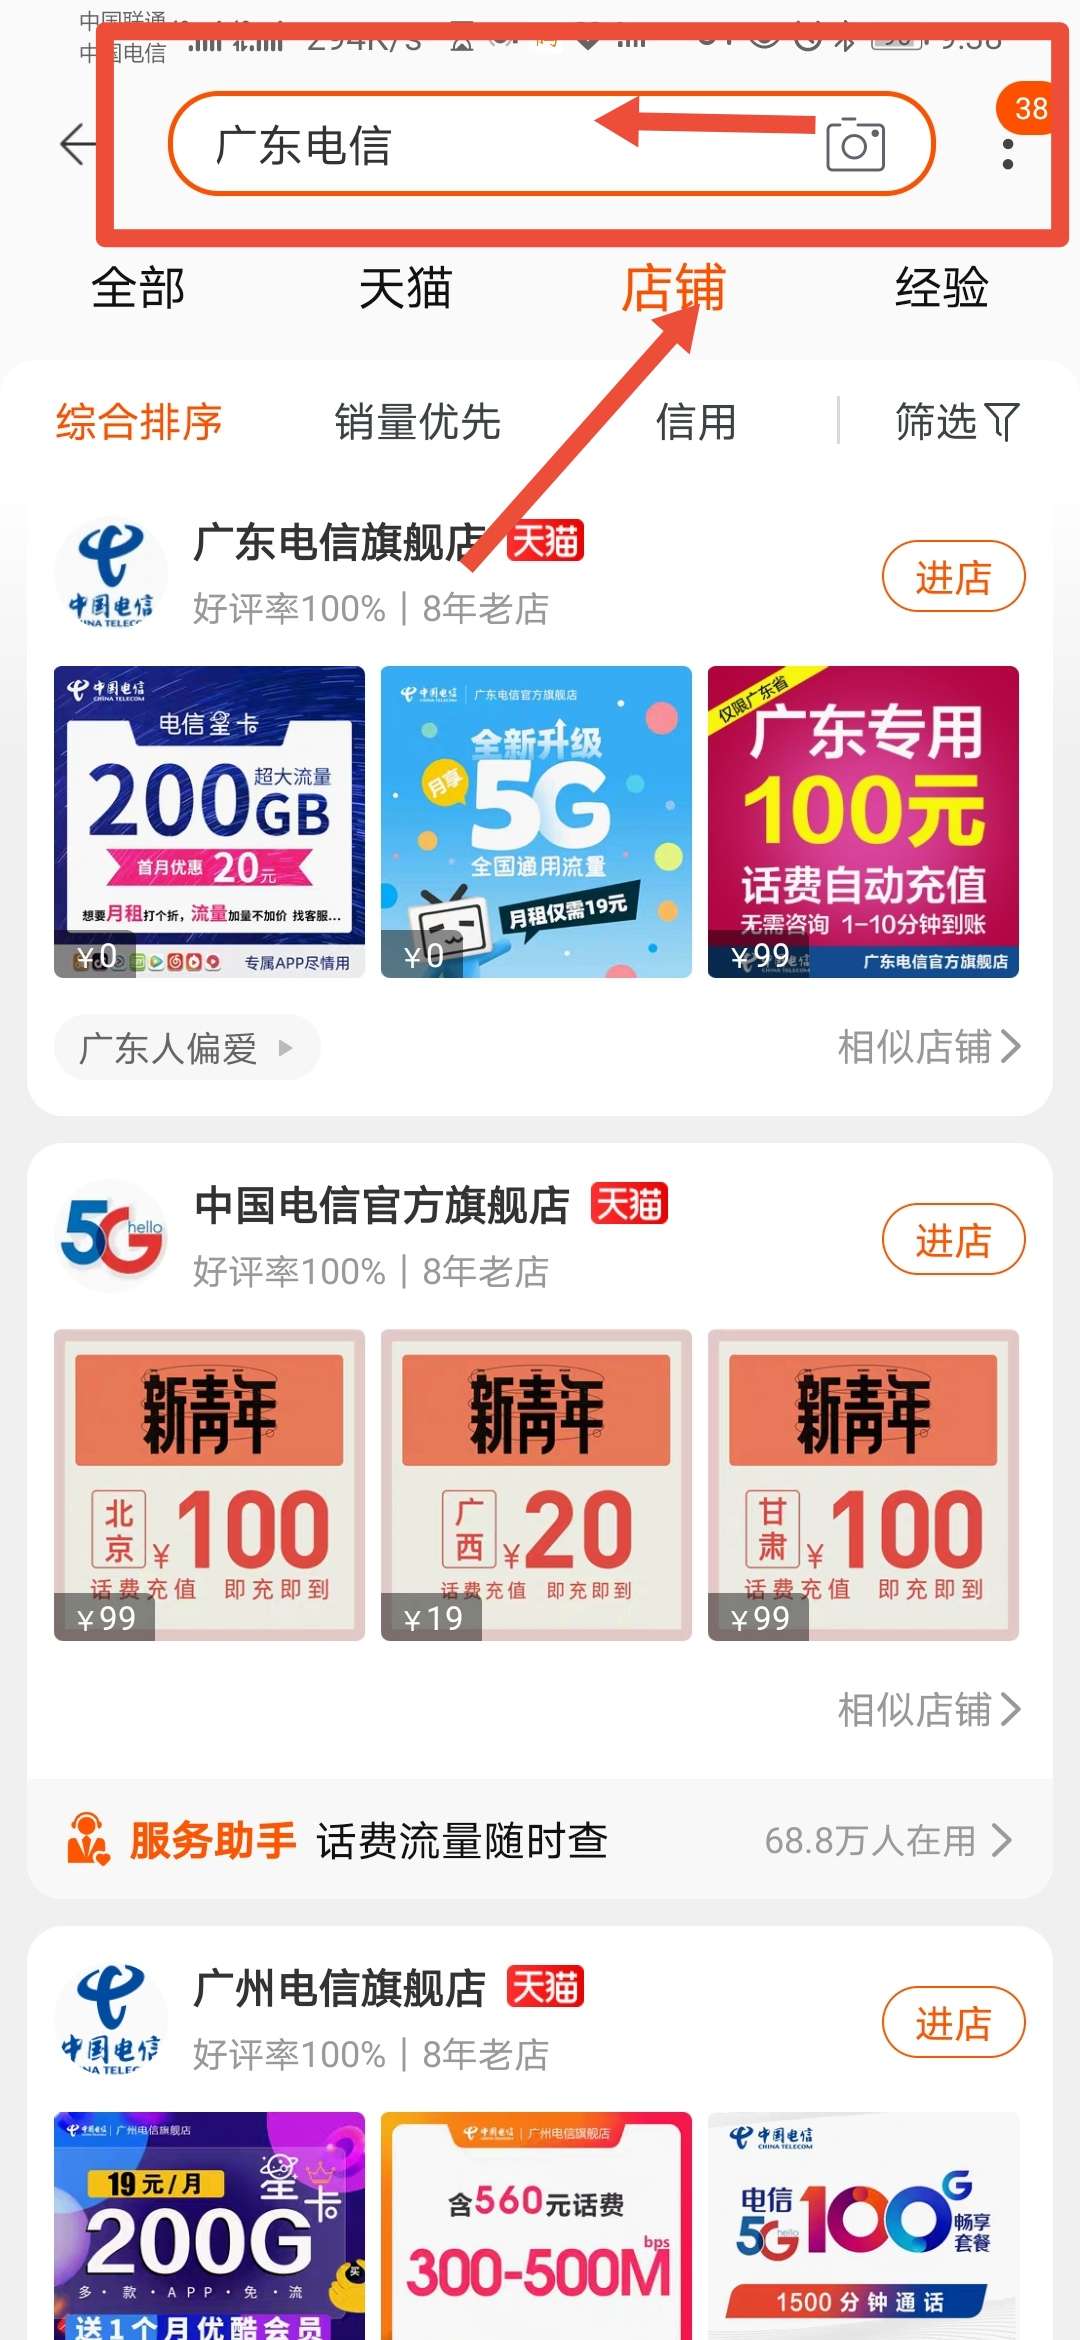 中国联通
中国电信
294K/s
9:38
广东电信
38
全部
天猫
店铺
经验
综合排序
销量优先
信用
筛选
广东电信旗舰店 天猫
好评率100% | 8年老店
进店
中国电信
CHINA TELECOM
电信星卡
200GB
超大流量
首月优惠 20元
想要月租打个折，流量加量不加价 找客服...
专属APP尽情用
¥0
中国电信 | 广东电信官方旗舰店
全新升级
月享
5G
全国通用流量
月租仅需19元
¥0
仅限广东省
广东专用
100元
话费自动充值
无需咨询 1-10分钟到账
广东电信官方旗舰店
¥99
广东人偏爱
相似店铺
5G hello
中国电信官方旗舰店 天猫
好评率100% | 8年老店
进店
新青年
北京
¥100
话费充值 即充即到
¥99
新青年
广西
¥20
话费充值 即充即到
¥19
新青年
甘肃
¥100
话费充值 即充即到
¥99
相似店铺
服务助手 话费流量随时查
68.8万人在用
中国电信
广州电信旗舰店 天猫
好评率100% | 8年老店
进店
中国电信 | 广州电信旗舰店
19元/月
星卡
200G
多·款·APP·免·流
买
送1个月优酷会员
中国电信 | 广州电信旗舰店
含560元话费
300-500M
bps
中国电信
CHINA TELECOM
电信
5G hello
100G
畅享
套餐
1500分钟通话